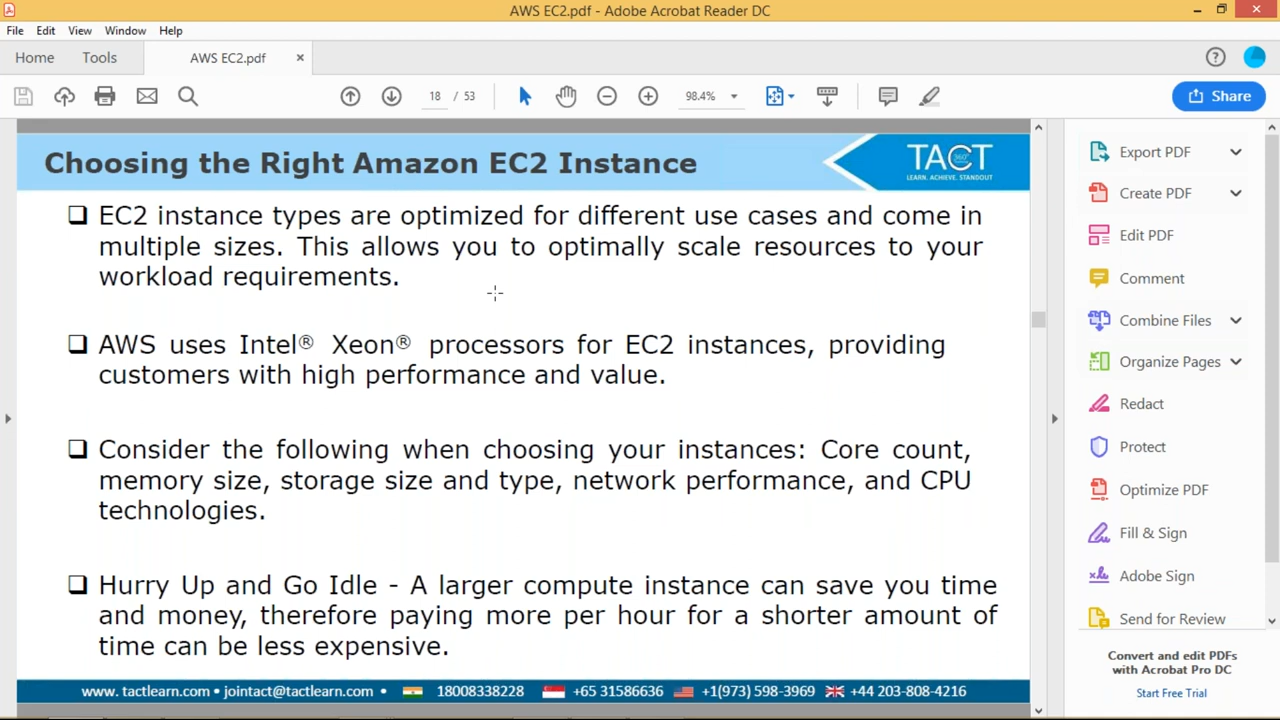 AWS EC2.pdf - Adobe Acrobat Reader DC
File Edit View Window Help
Home Tools AWS EC2.pdf ×
18 / 53 98.4% Share
Choosing the Right Amazon EC2 Instance
TACT
360°
LEARN. ACHIEVE. STANDOUT
❑ EC2 instance types are optimized for different use cases and come in
multiple sizes. This allows you to optimally scale resources to your
workload requirements.
❑ AWS uses Intel® Xeon® processors for EC2 instances, providing
customers with high performance and value.
❑ Consider the following when choosing your instances: Core count,
memory size, storage size and type, network performance, and CPU
technologies.
❑ Hurry Up and Go Idle - A larger compute instance can save you time
and money, therefore paying more per hour for a shorter amount of
time can be less expensive.
www. tactlearn.com • jointact@tactlearn.com • 18008338228 +65 31586636 +1(973) 598-3969 +44 203-808-4216
Export PDF
Create PDF
Edit PDF
Comment
Combine Files
Organize Pages
Redact
Protect
Optimize PDF
Fill & Sign
Adobe Sign
Send for Review
Convert and edit PDFs
with Acrobat Pro DC
Start Free Trial